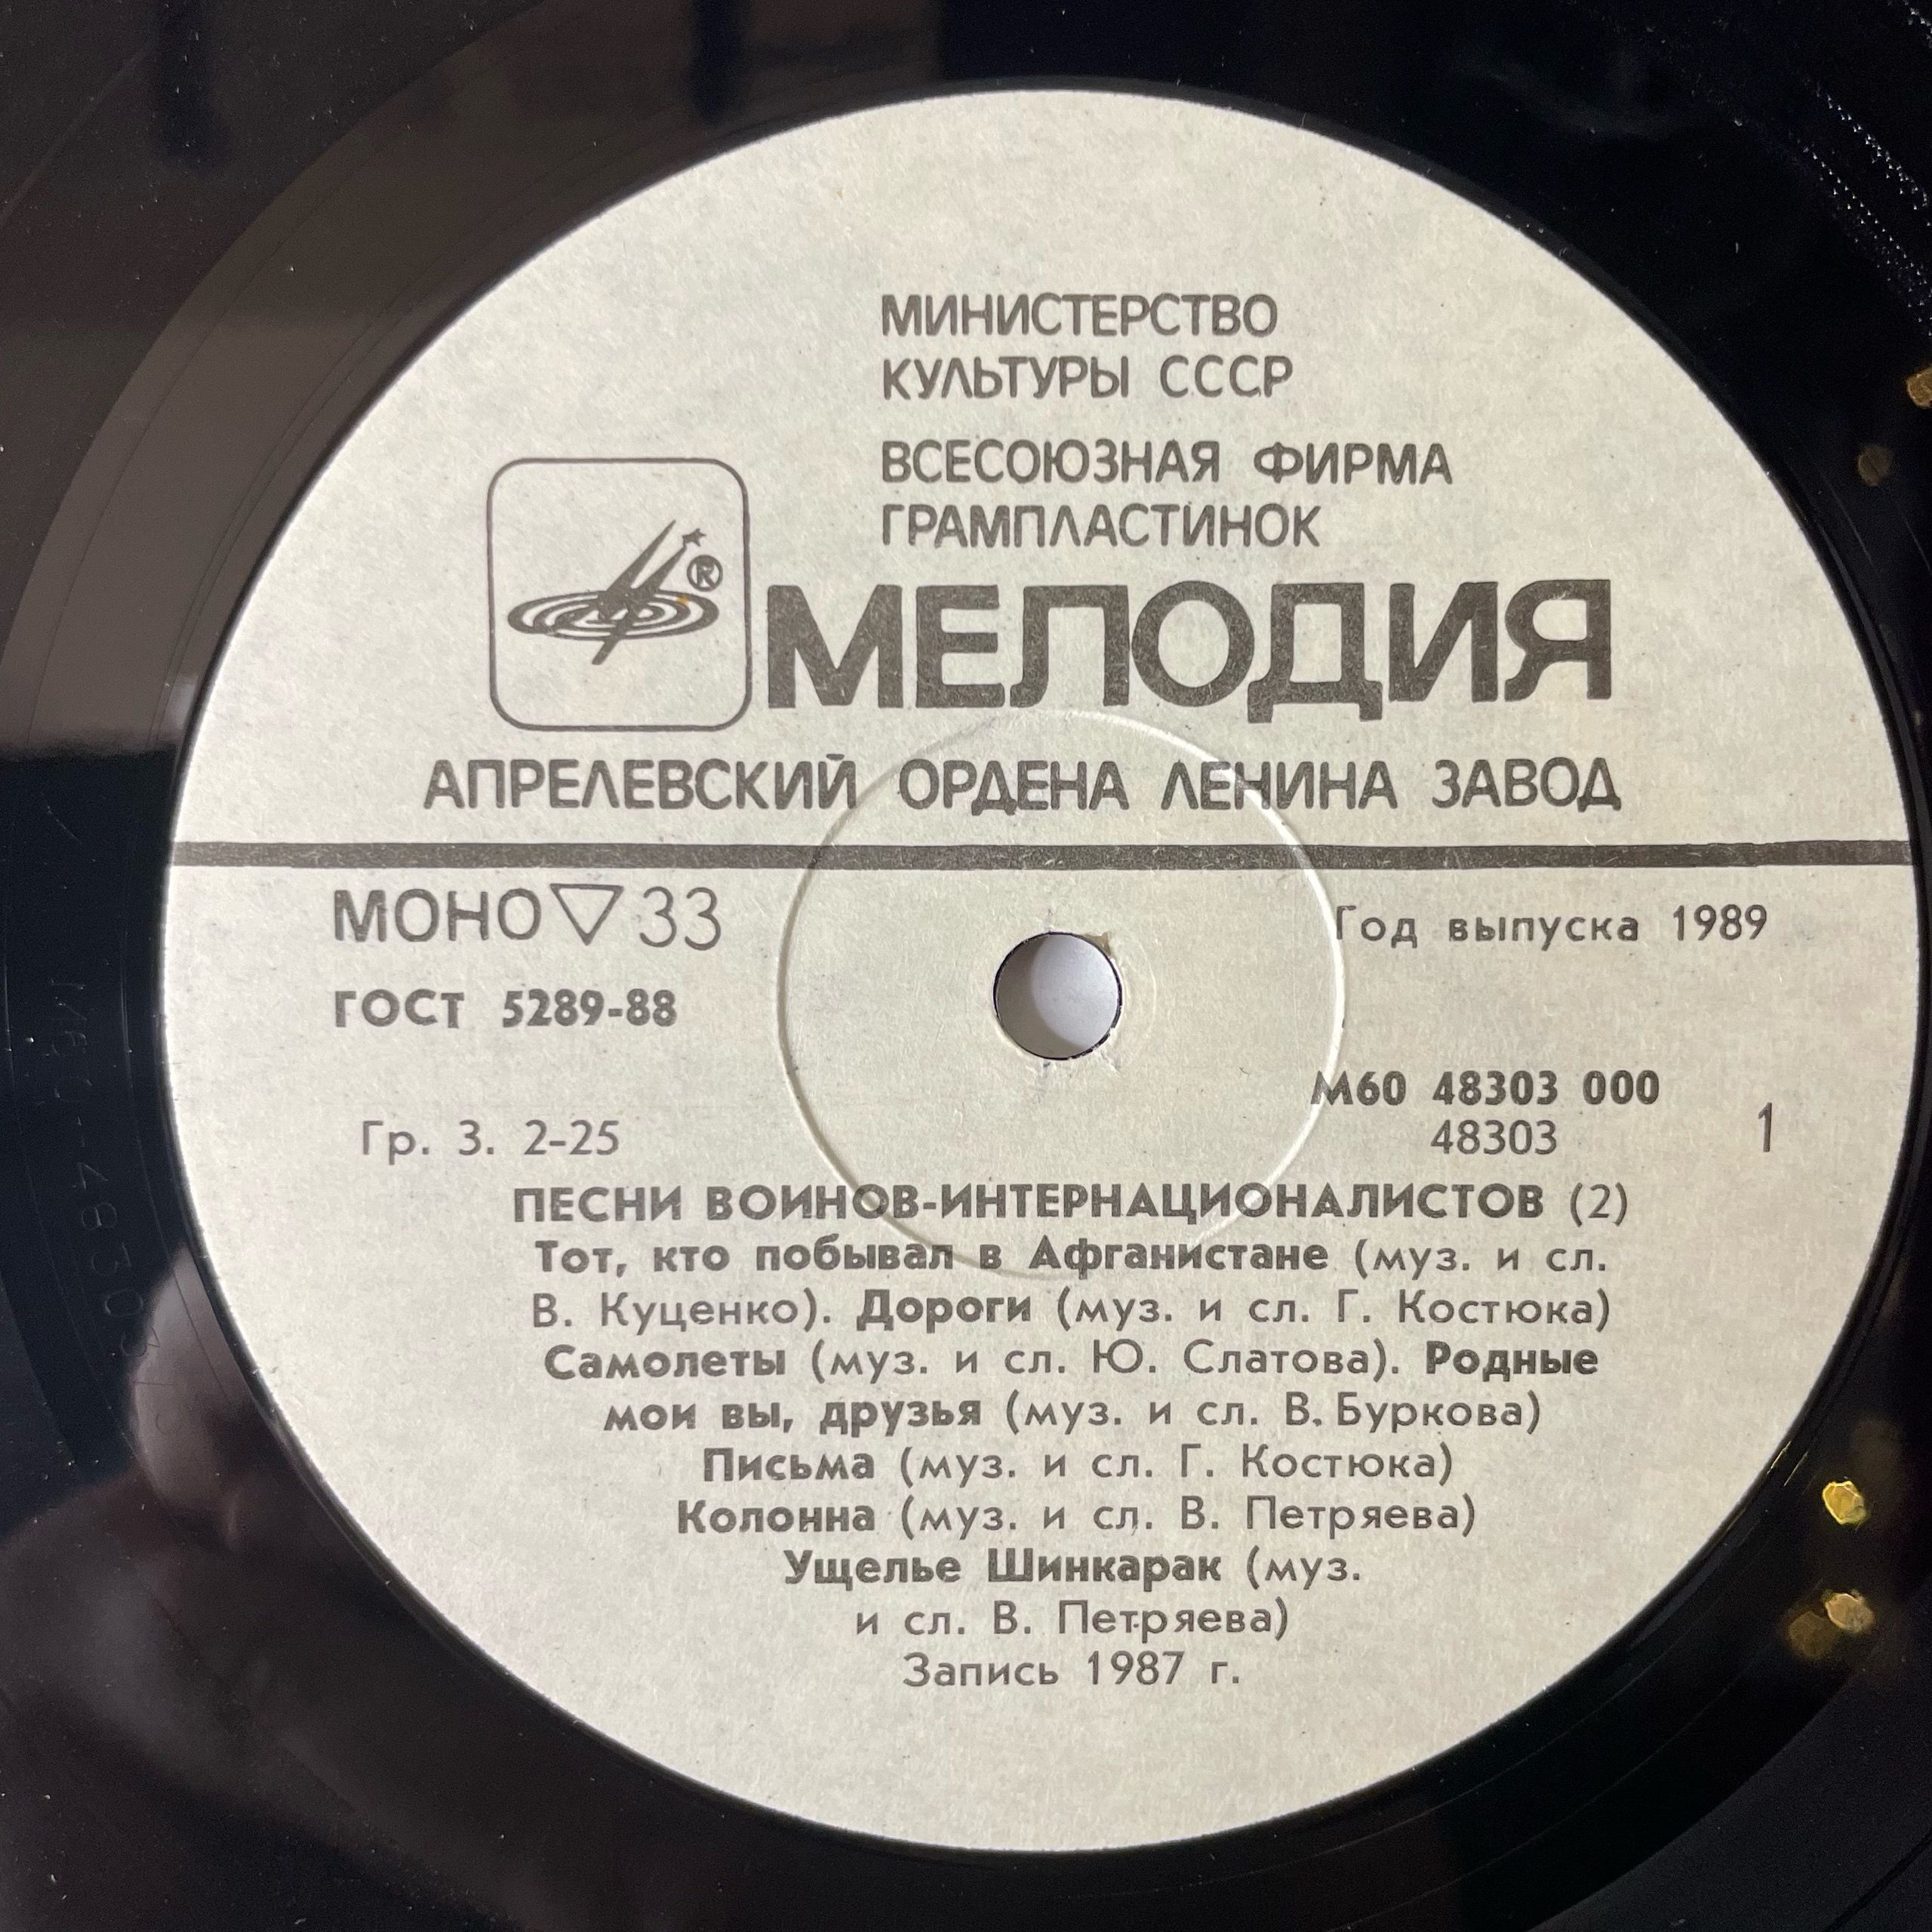 МИНИСТЕРСТВО
КУЛЬТУРЫ СССР
ВСЕСОЮЗНАЯ ФИРМА
ГРАМПЛАСТИНОК
®
МЕЛОДИЯ
АПРЕЛЕВСКИЙ ОРДЕНА ЛЕНИНА ЗАВОД
МОНО ▽ 33
Год выпуска 1989
ГОСТ 5289-88
М60 48303 000
Гр. 3. 2-25
48303
1
ПЕСНИ ВОИНОВ-ИНТЕРНАЦИОНАЛИСТОВ (2)
Тот, кто побывал в Афганистане (муз. и сл.
В. Куценко). Дороги (муз. и сл. Г. Костюка)
Самолеты (муз. и сл. Ю. Слатова). Родные
мои вы, друзья (муз. и сл. В. Буркова)
Письма (муз. и сл. Г. Костюка)
Колонна (муз. и сл. В. Петряева)
Ущелье Шинкарак (муз.
и сл. В. Петряева)
Запись 1987 г.